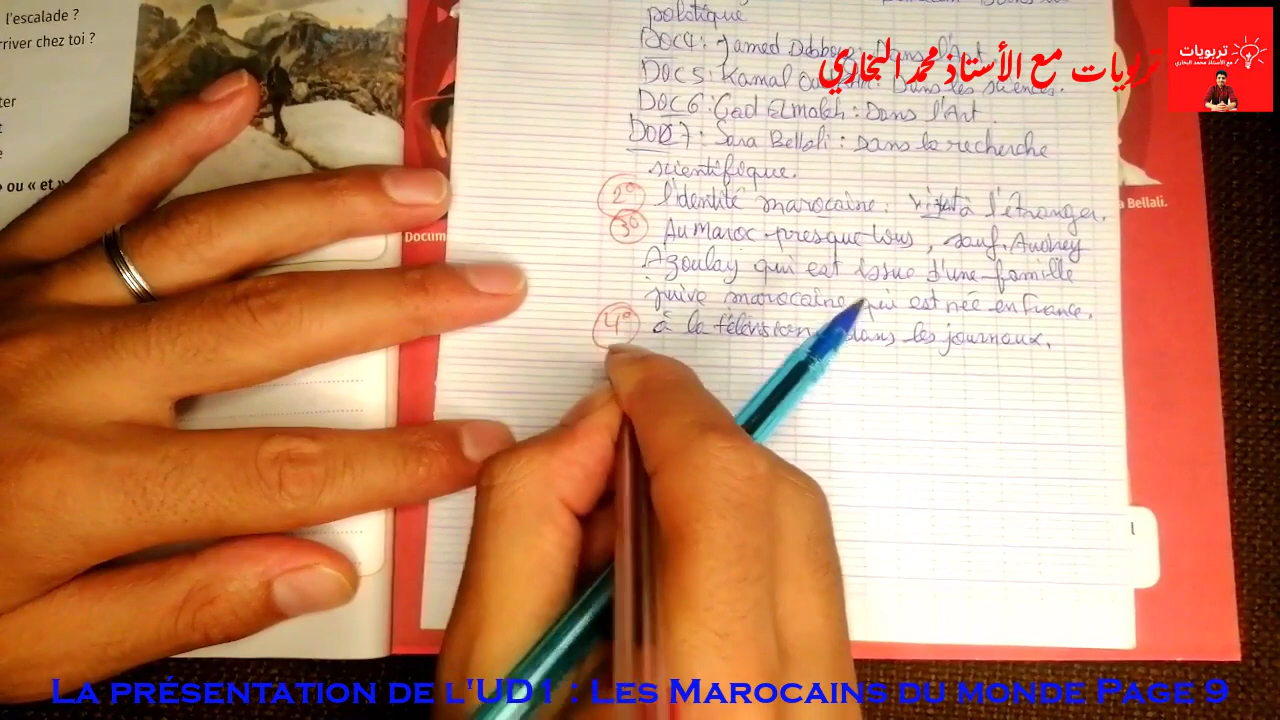 l'escalade ?
river chez toi ?
ter
t
e
ou « et »
Docum
politique
DOC4: Jamel Debbouze: Dans l'Art
DOC5: Kamal Dans les sciences.
DOC6: Gad ELmaleh: Dans l'Art.
DOC7: Sara Bellali: Dans la recherche
scientifique.
2° l'identité marocaine. à l'étranger.
3° Au Maroc presque tous, sauf Audrey
Azoulay qui est issue d'une famille
juive marocaine qui est née en France.
4° à la télévision dans les journaux.
a Bellali.
1
تربويات مع الأستاذ محمد البخاري
تربويات
مع الأستاذ محمد البخاري
La présentation de l'UD1 : Les Marocains du monde Page 9